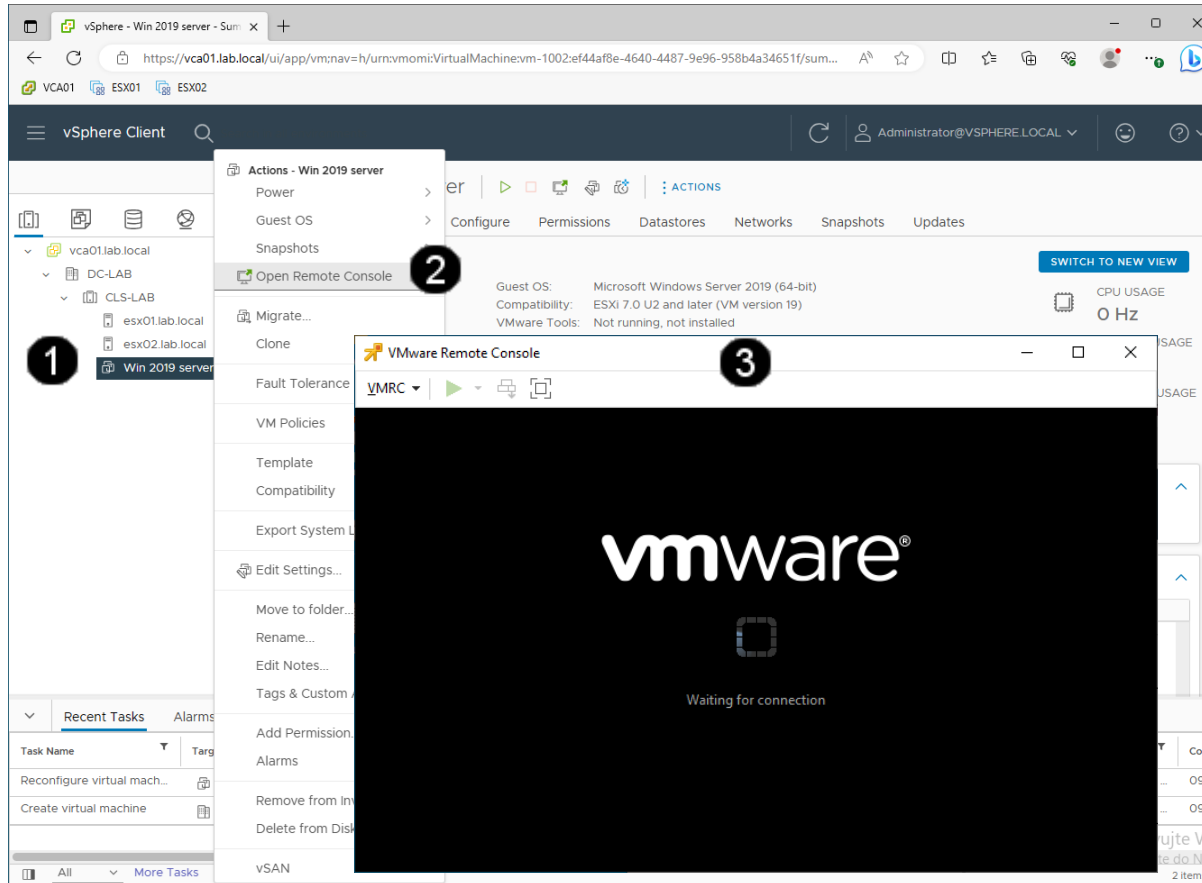 vSphere - Win 2019 server - Sum
https://vca01.lab.local/ui/app/vm;nav=h/urn:vmomi:VirtualMachine:vm-1002:ef44af8e-4640-4487-9e96-958b4a34651f/sum...
VCA01 ESX01 ESX02
vSphere Client
Administrator@VSPHERE.LOCAL
Actions - Win 2019 server
Power
Guest OS
Snapshots
Open Remote Console
Migrate...
Clone
Fault Tolerance
VM Policies
Template
Compatibility
Export System L
Edit Settings...
Move to folder...
Rename...
Edit Notes...
Tags & Custom
Add Permission.
Alarms
Remove from Inv
Delete from Disk
vSAN
er ACTIONS
Configure Permissions Datastores Networks Snapshots Updates
vca01.lab.local
DC-LAB
CLS-LAB
esx01.lab.local
esx02.lab.local
Win 2019 server
1
2
3
SWITCH TO NEW VIEW
Guest OS: Microsoft Windows Server 2019 (64-bit)
Compatibility: ESXi 7.0 U2 and later (VM version 19)
VMware Tools: Not running, not installed
CPU USAGE
0 Hz
USAGE
USAGE
VMware Remote Console
VMRC
vmware®
Waiting for connection
Recent Tasks Alarms
Task Name Targ Co
Reconfigure virtual mach... ... 09
Create virtual machine ... 09
All More Tasks
2 item